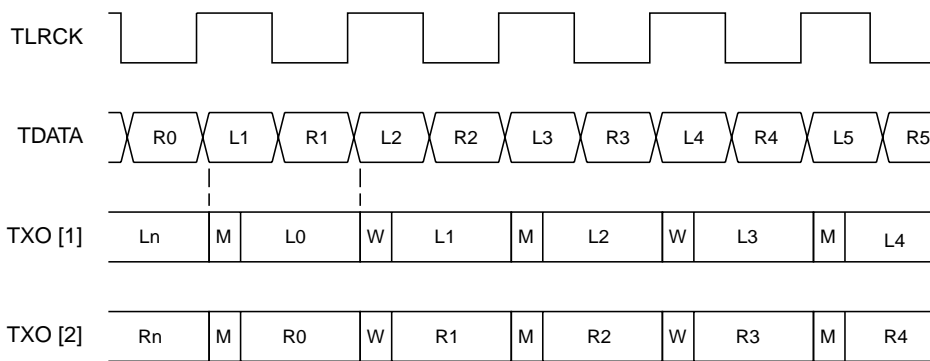 TLRCK
TDATA R0 L1 R1 L2 R2 L3 R3 L4 R4 L5 R5
TXO [1] Ln M L0 W L1 M L2 W L3 M L4
TXO [2] Rn M R0 W R1 M R2 W R3 M R4